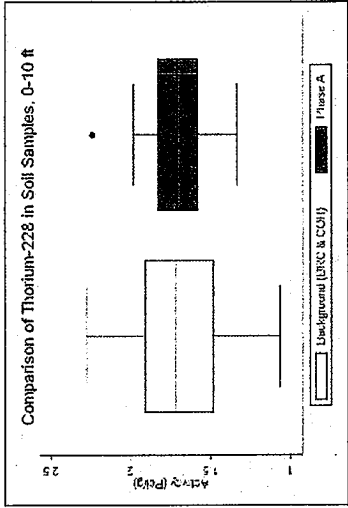 Comparison of Thorium-228 in Soil Samples, 0-10 ft
Activity (PCi/g)
2.5
2
1.5
1
Background (DRC & COH)
Phase A